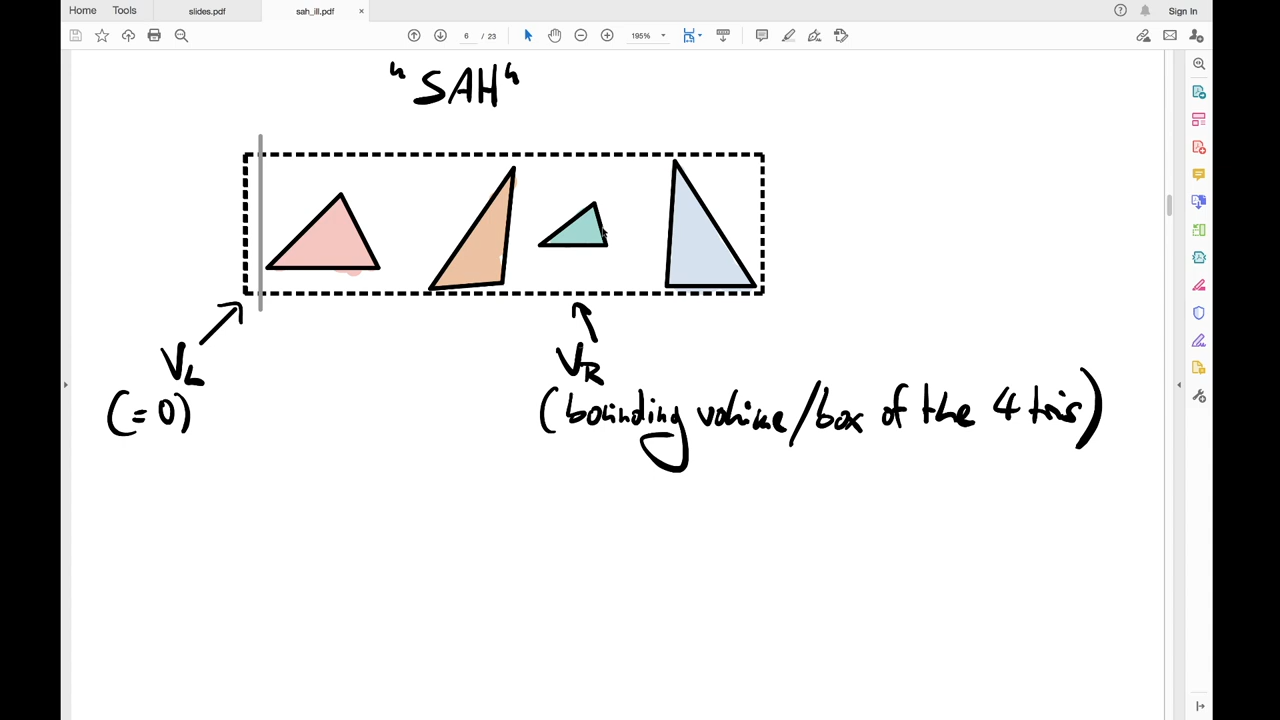 Home Tools slides.pdf sah_ill.pdf × Sign In
6 / 23 195%
"SAH"
VL VR
(= 0) (bounding volume/box of the 4 tris)